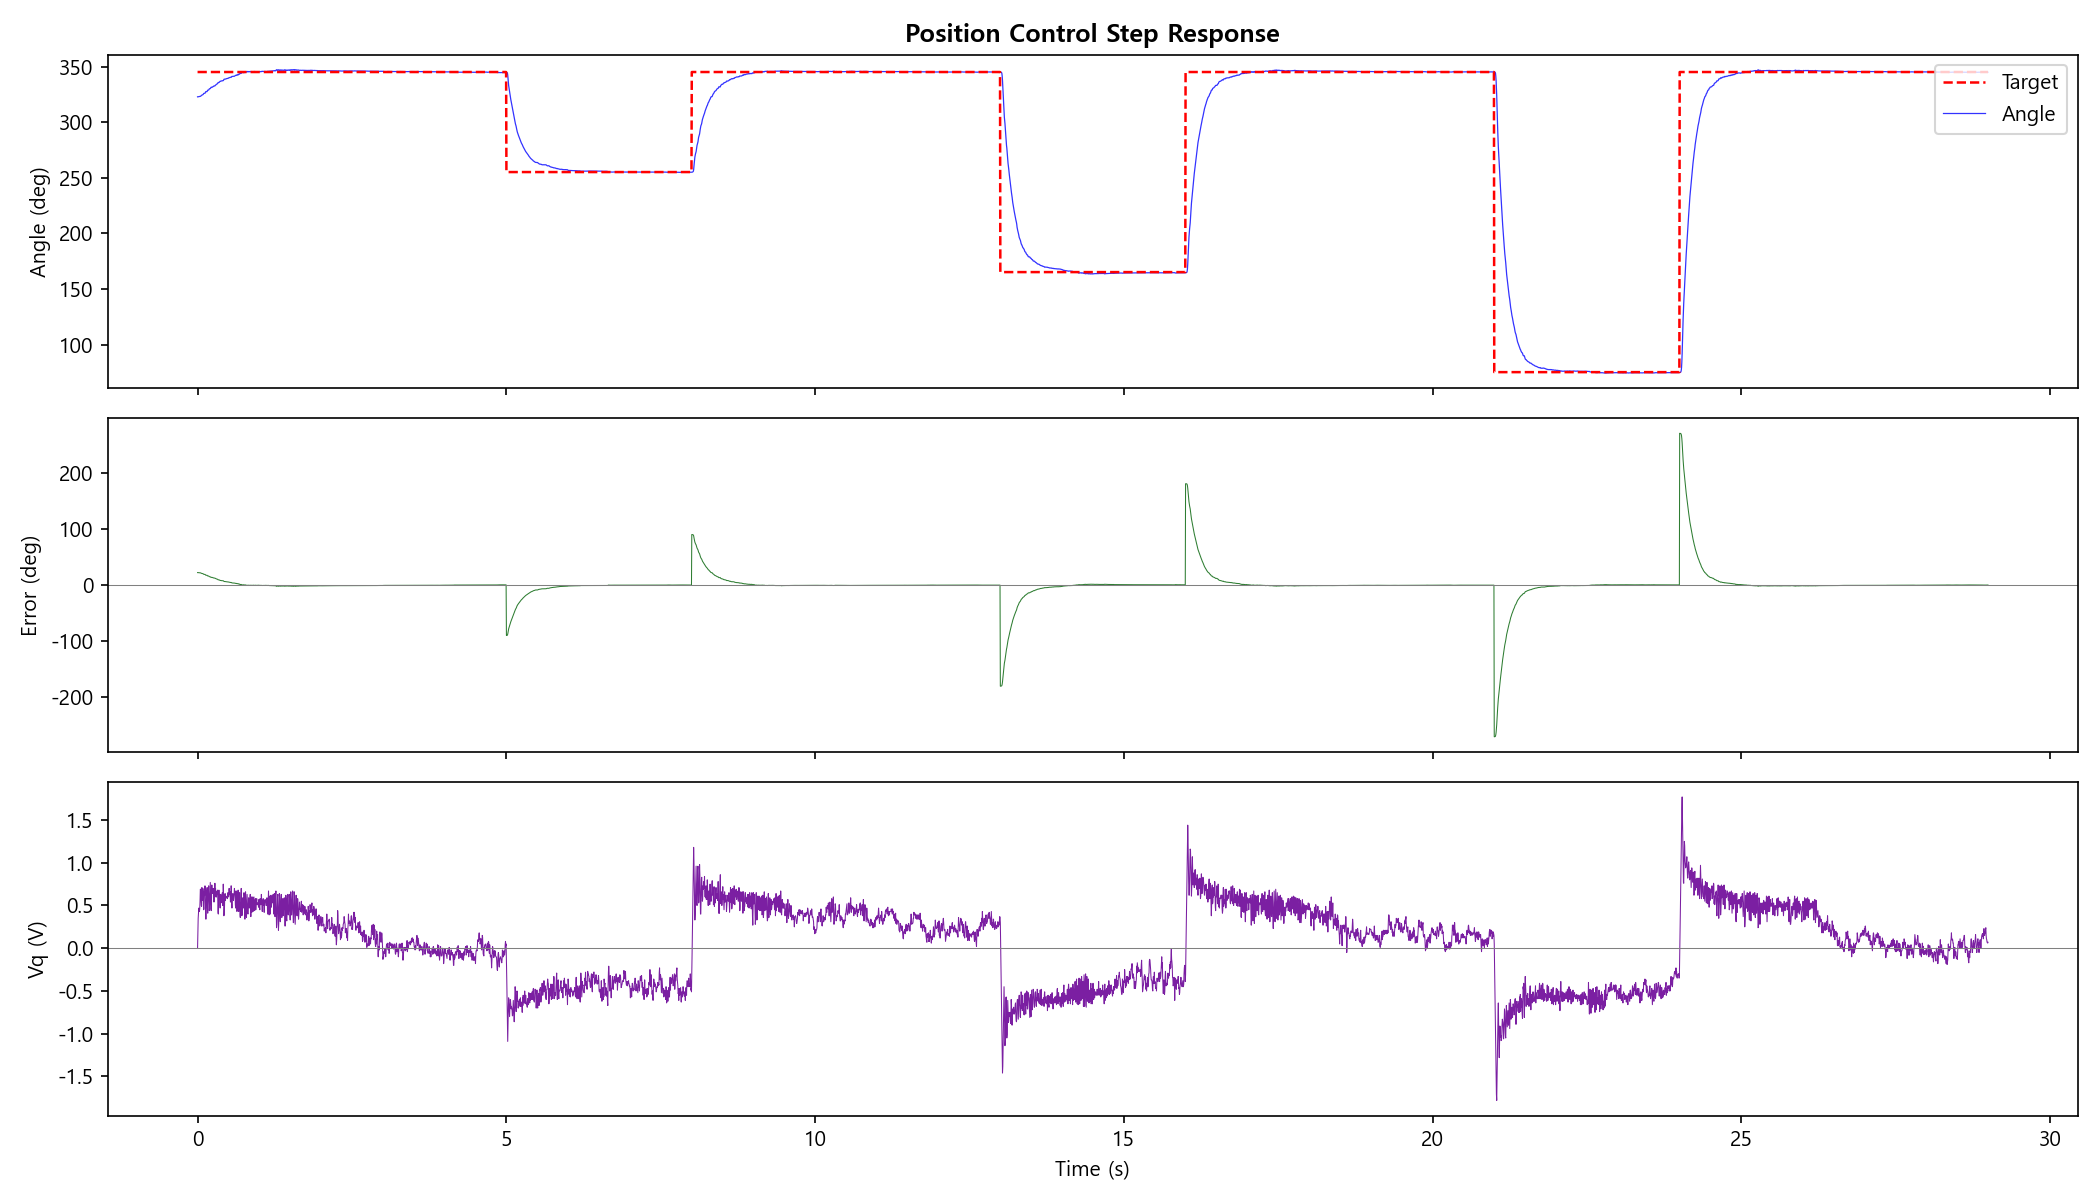 Position Control Step Response
Angle (deg)
350
300
250
200
150
100
Target
Angle
Error (deg)
200
100
0
-100
-200
Vq (V)
1.5
1.0
0.5
0.0
-0.5
-1.0
-1.5
0 5 10 15 20 25 30
Time (s)